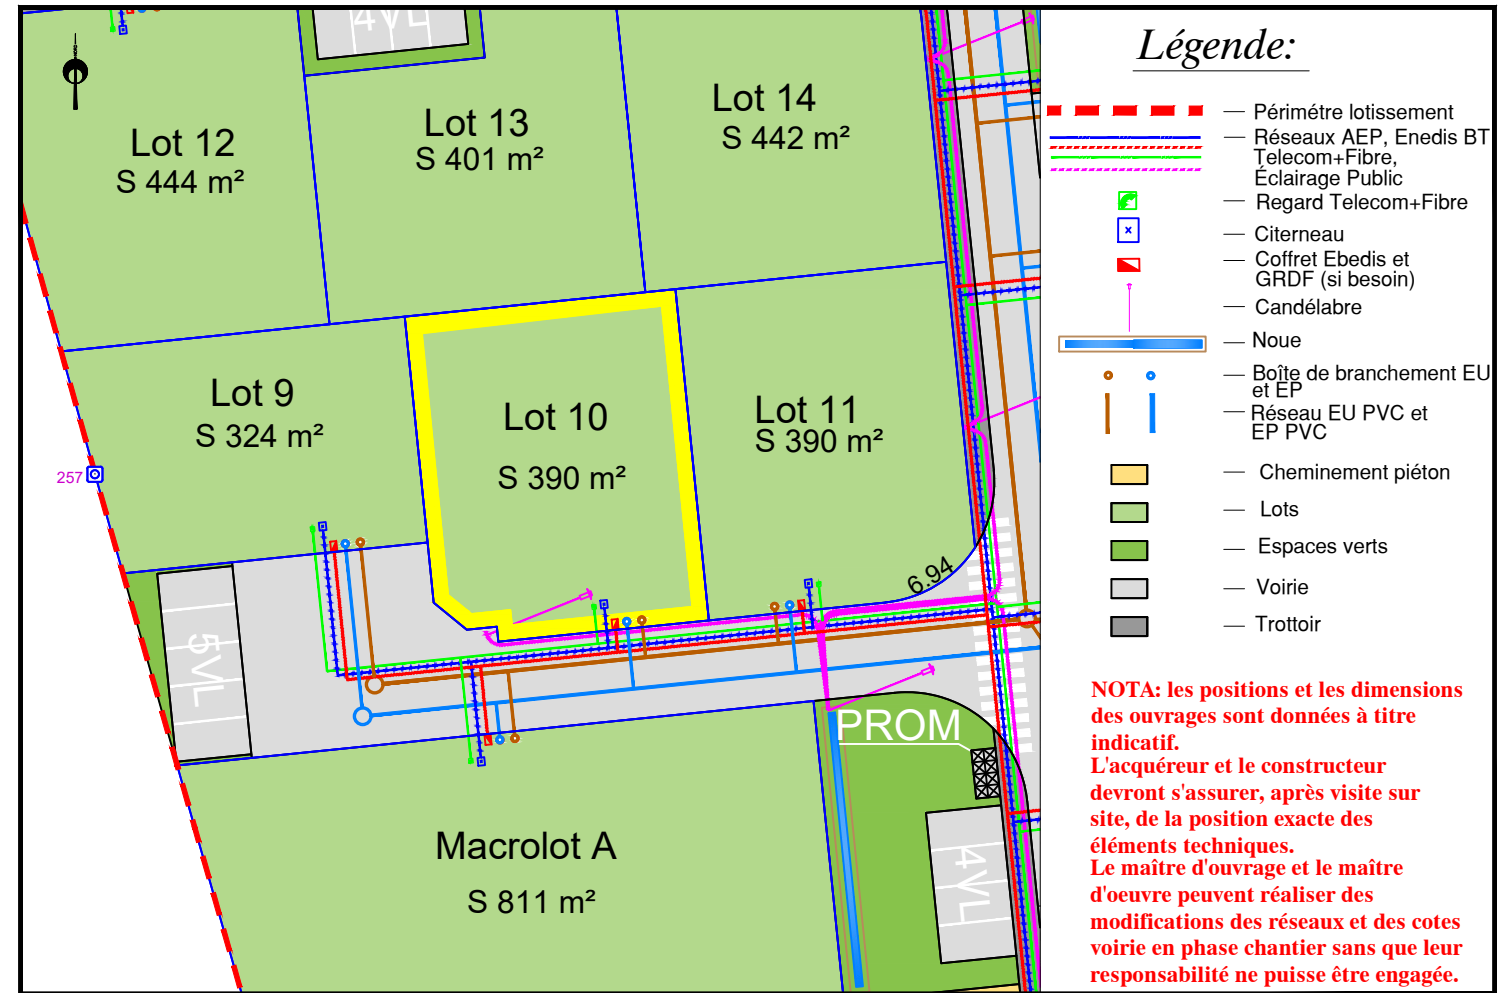 4VL
Lot 12
S 444 m²
Lot 13
S 401 m²
Lot 14
S 442 m²
Lot 9
S 324 m²
Lot 10
S 390 m²
Lot 11
S 390 m²
257
6.94
5VL
PROM
4VL
Macrolot A
S 811 m²
Légende:
Périmétre lotissement
Réseaux AEP, Enedis BT
Telecom+Fibre,
Éclairage Public
Regard Telecom+Fibre
Citerneau
Coffret Ebedis et
GRDF (si besoin)
Candélabre
Noue
Boîte de branchement EU
et EP
Réseau EU PVC et
EP PVC
Cheminement piéton
Lots
Espaces verts
Voirie
Trottoir
NOTA: les positions et les dimensions
des ouvrages sont données à titre
indicatif.
L'acquéreur et le constructeur
devront s'assurer, après visite sur
site, de la position exacte des
éléments techniques.
Le maître d'ouvrage et le maître
d'oeuvre peuvent réaliser des
modifications des réseaux et des cotes
voirie en phase chantier sans que leur
responsabilité ne puisse être engagée.